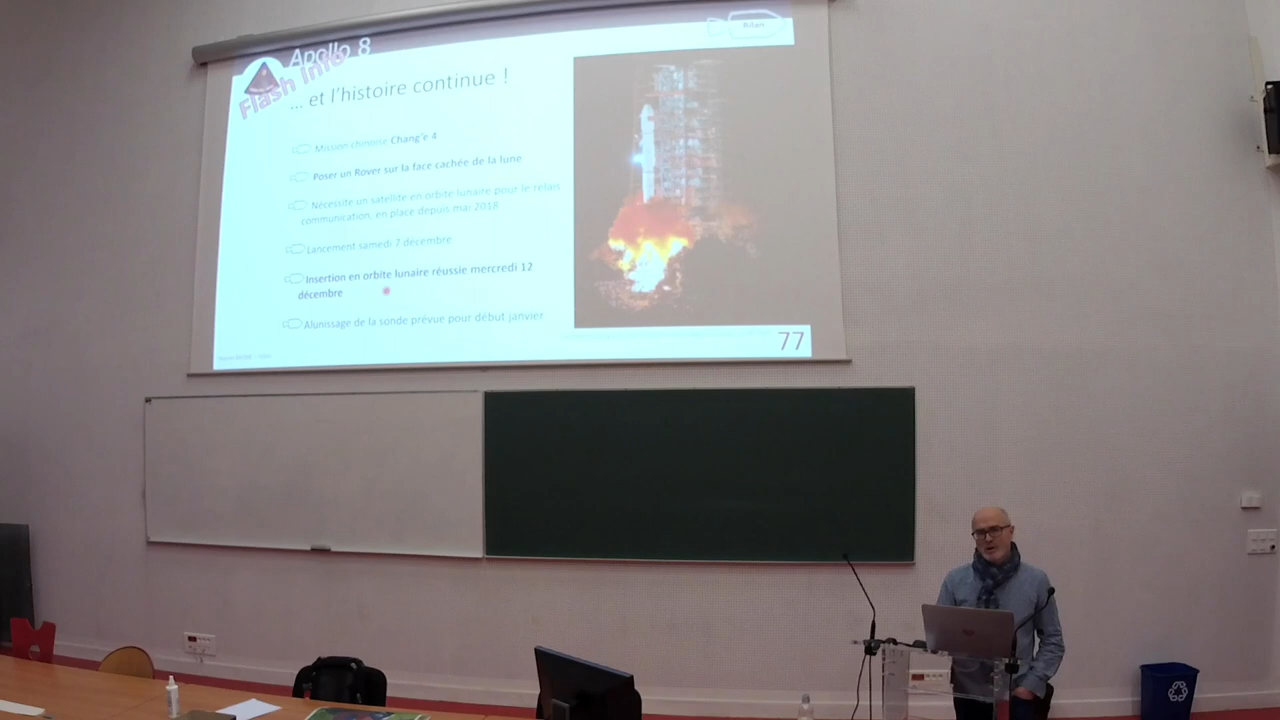 Apollo 8
Flash Info
Bilan
... et l'histoire continue !
Mission chinoise Chang'e 4
Poser un Rover sur la face cachée de la lune
Nécessite un satellite en orbite lunaire pour le relais
communication, en place depuis mai 2018
Lancement samedi 7 décembre
Insertion en orbite lunaire réussie mercredi 12
décembre
Alunissage de la sonde prévue pour début janvier
77